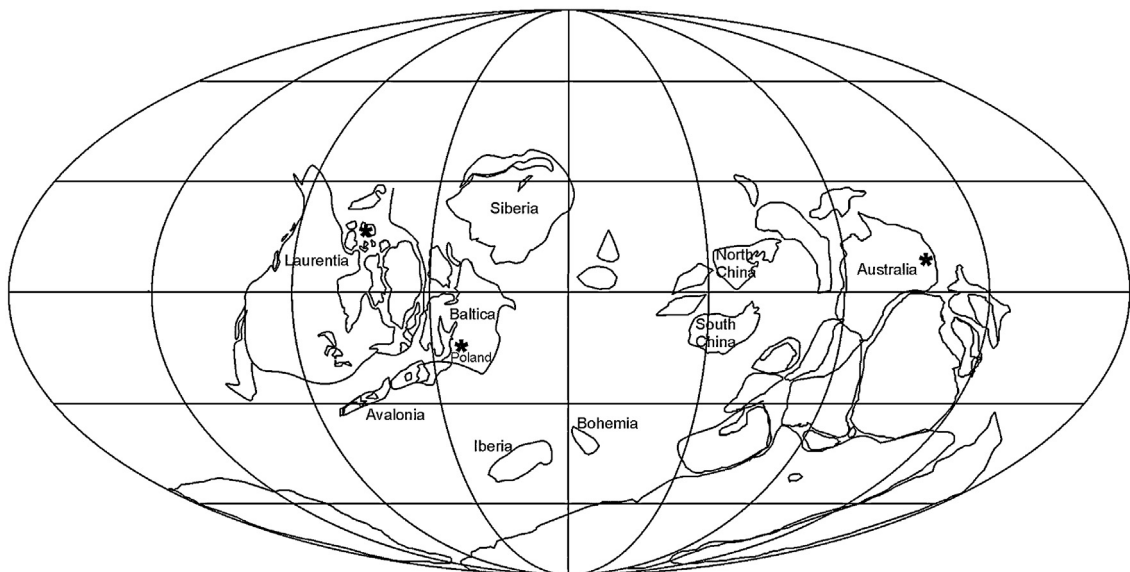 Siberia
Laurentia
North
China
Australia
Baltica
South
China
Poland
Avalonia
Bohemia
Iberia